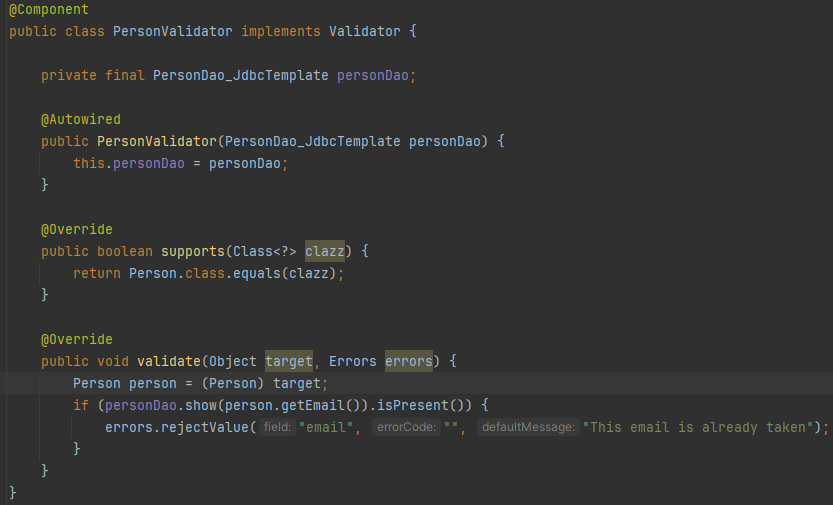 @Component
public class PersonValidator implements Validator {
private final PersonDao_JdbcTemplate personDao;
@Autowired
public PersonValidator(PersonDao_JdbcTemplate personDao) {
this.personDao = personDao;
}
@Override
public boolean supports(Class<?> clazz) {
return Person.class.equals(clazz);
}
@Override
public void validate(Object target, Errors errors) {
Person person = (Person) target;
if (personDao.show(person.getEmail()).isPresent()) {
errors.rejectValue( field: "email", errorCode: "", defaultMessage: "This email is already taken");
}
}
}